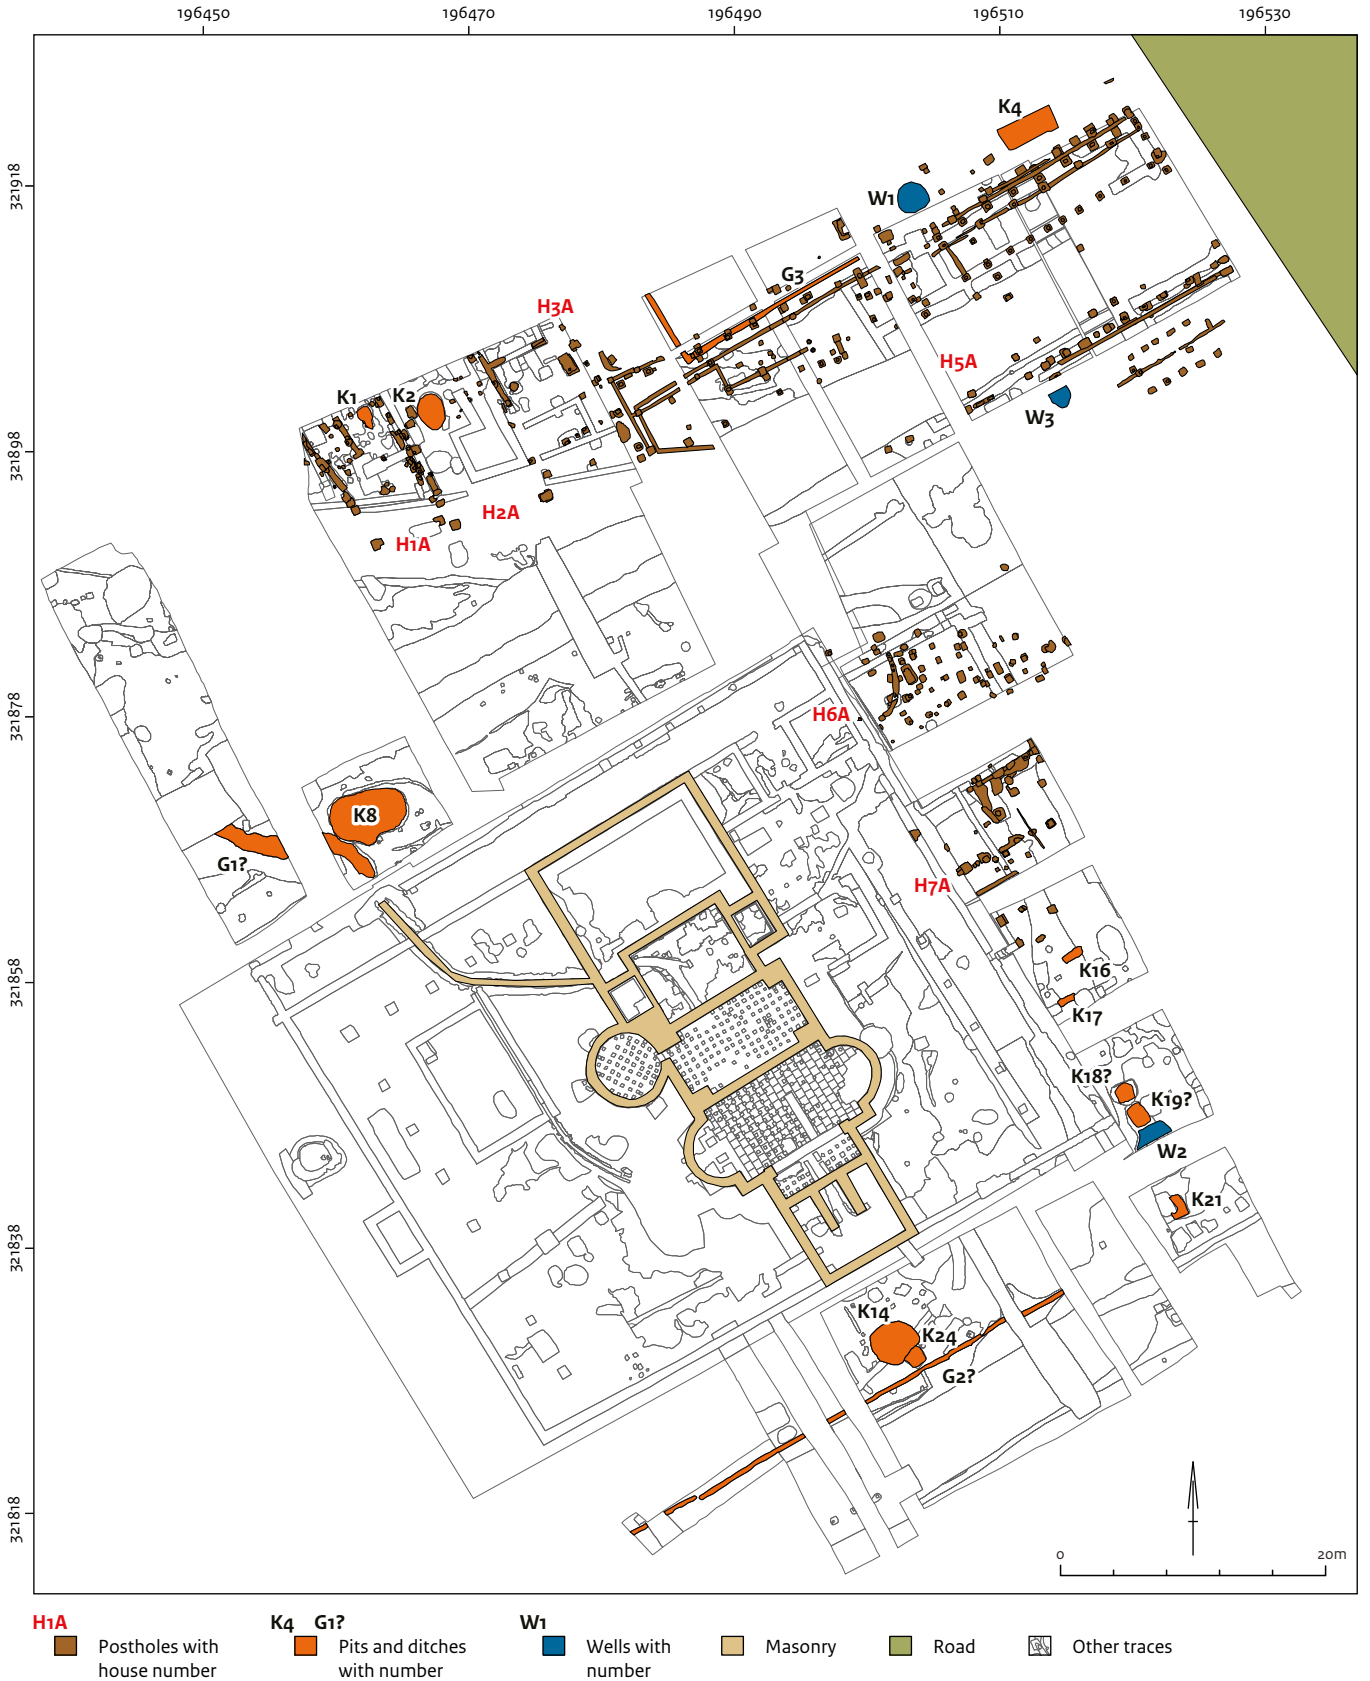 196450 196470 196490 196510 196530
K4
321918
W1
G3
H3A
H5A
K1 K2
W3
321898
H2A
H1A
H6A
321878
K8
G1?
H7A
K16
321858
K17
K18?
K19?
W2
K21
321838
K14
K24
G2?
321818
0 20m
H1A K4 G1? W1
Postholes with house number
Pits and ditches with number
Wells with number
Masonry
Road
Other traces